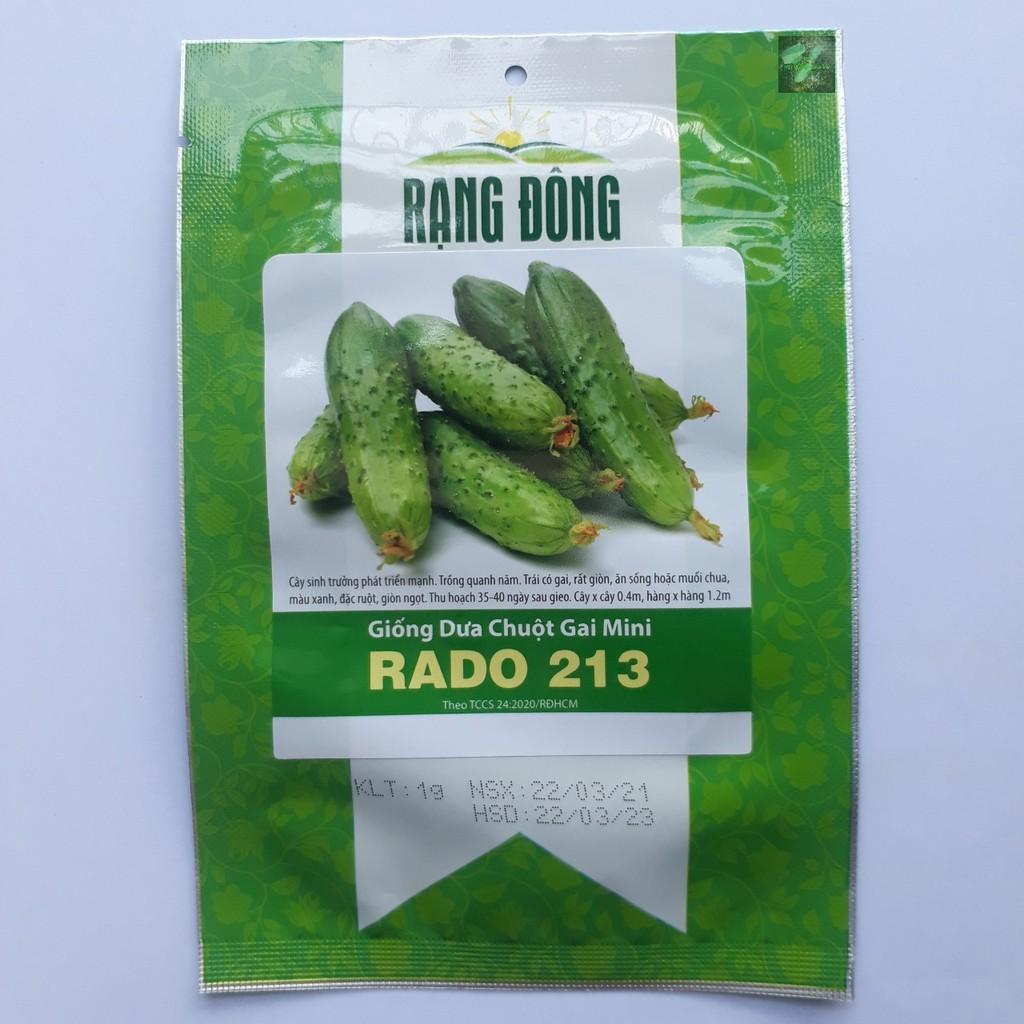 RẠNG ĐÔNG
Cây sinh trưởng phát triển mạnh. Trồng quanh năm. Trái có gai, rất giòn, ăn sống hoặc muối chua,
màu xanh, đặc ruột, giòn ngọt. Thu hoạch 35-40 ngày sau gieo. Cây x cây 0.4m, hàng x hàng 1.2m
Giống Dưa Chuột Gai Mini
RADO 213
Theo TCCS 24:2020/RĐHCM
KLT:1g NSX:22/03/21
HSD:22/03/23